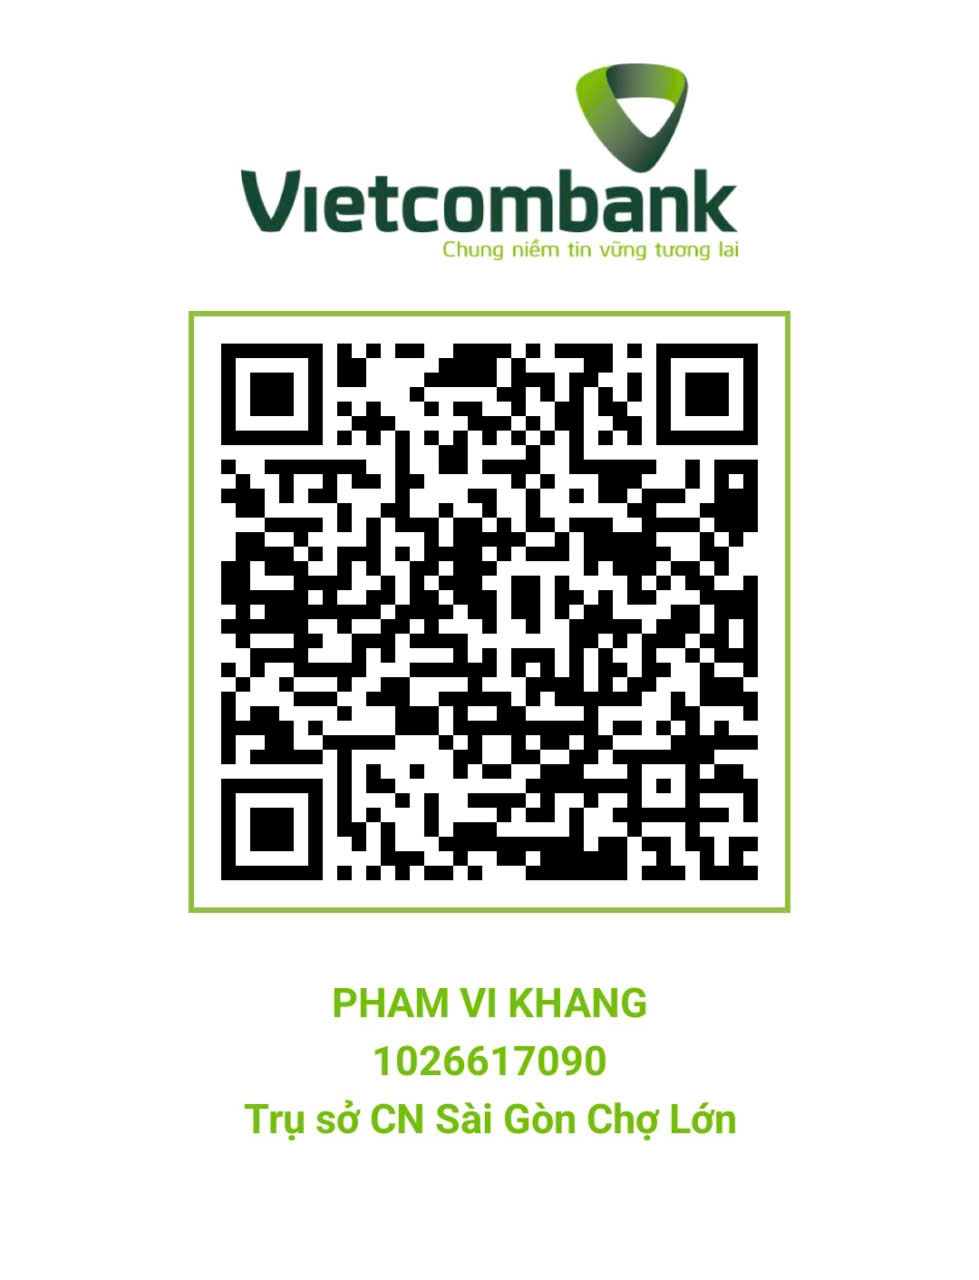 Vietcombank
Chung niềm tin vững tương lai
PHAM VI KHANG
1026617090
Trụ sở CN Sài Gòn Chợ Lớn